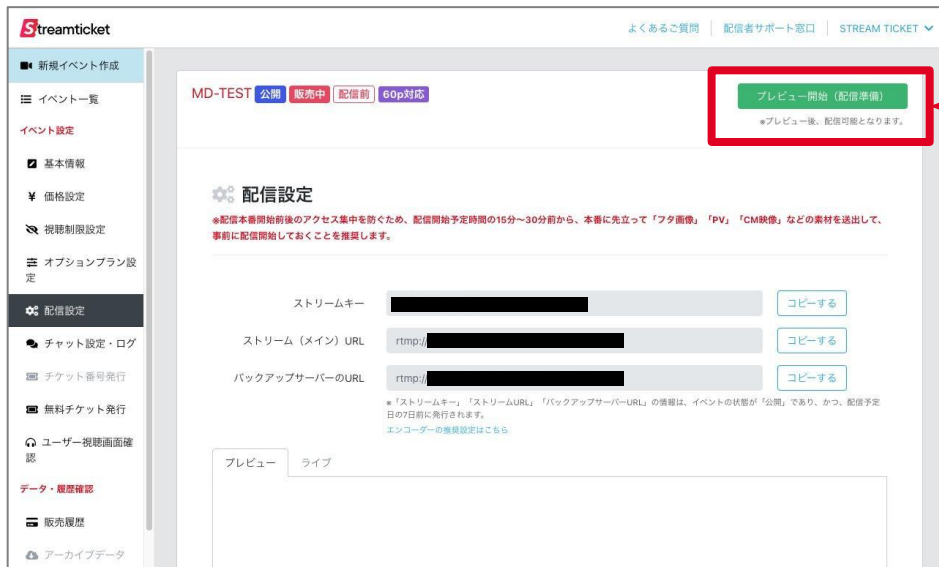 Streamticket
よくあるご質問
配信者サポート窓口
STREAM TICKET
新規イベント作成
イベント一覧
イベント設定
基本情報
¥ 価格設定
視聴制限設定
オプションプラン設
定
配信設定
チャット設定・ログ
チケット番号発行
無料チケット発行
ユーザー視聴画面確
認
データ・履歴確認
販売履歴
アーカイブデータ
MD-TEST 公開 販売中 配信前 60p対応
プレビュー開始（配信準備）
※プレビュー後、配信可能となります。
配信設定
※配信本番開始前後のアクセス集中を防ぐため、配信開始予定時間の15分〜30分前から、本番に先立って「フタ画像」「PV」「CM映像」などの素材を送出して、
事前に配信開始しておくことを推奨します。
ストリームキー
コピーする
ストリーム（メイン）URL
rtmp://
コピーする
バックアップサーバーのURL
rtmp://
コピーする
※「ストリームキー」「ストリームURL」「バックアップサーバーURL」の情報は、イベントの状態が「公開」であり、かつ、配信予定
日の7日前に発行されます。
エンコーダーの推奨設定はこちら
プレビュー
ライブ